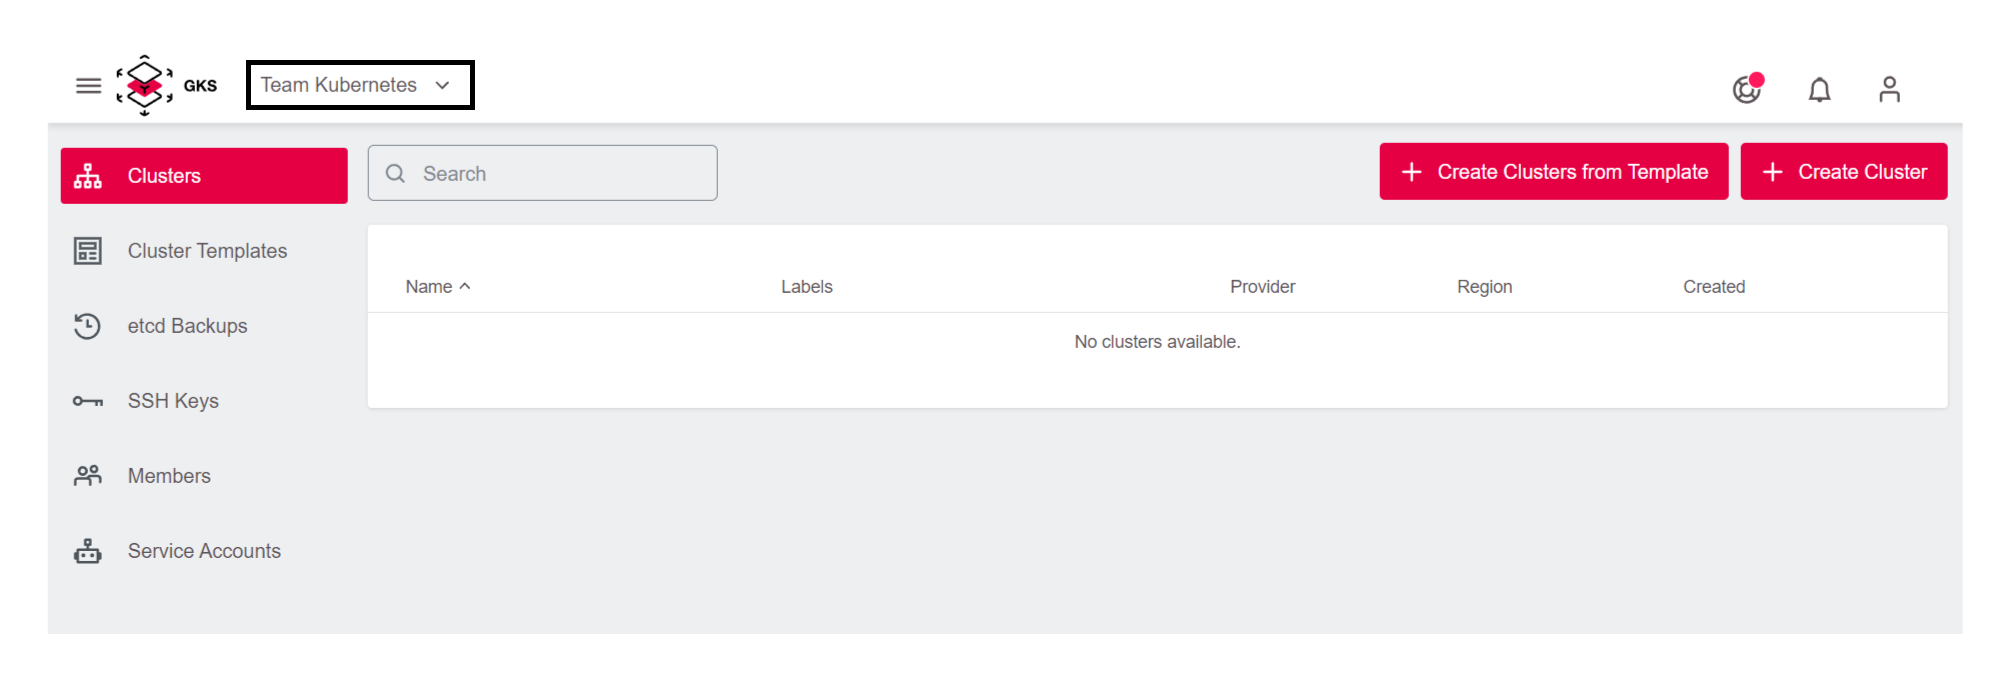 GKS
Team Kubernetes
Clusters
Search
Create Clusters from Template
Create Cluster
Cluster Templates
Name
Labels
Provider
Region
Created
etcd Backups
No clusters available.
SSH Keys
Members
Service Accounts